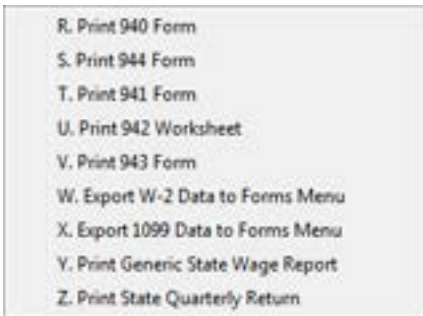 R. Print 940 Form
S. Print 944 Form
T. Print 941 Form
U. Print 942 Worksheet
V. Print 943 Form
W. Export W-2 Data to Forms Menu
X. Export 1099 Data to Forms Menu
Y. Print Generic State Wage Report
Z. Print State Quarterly Return